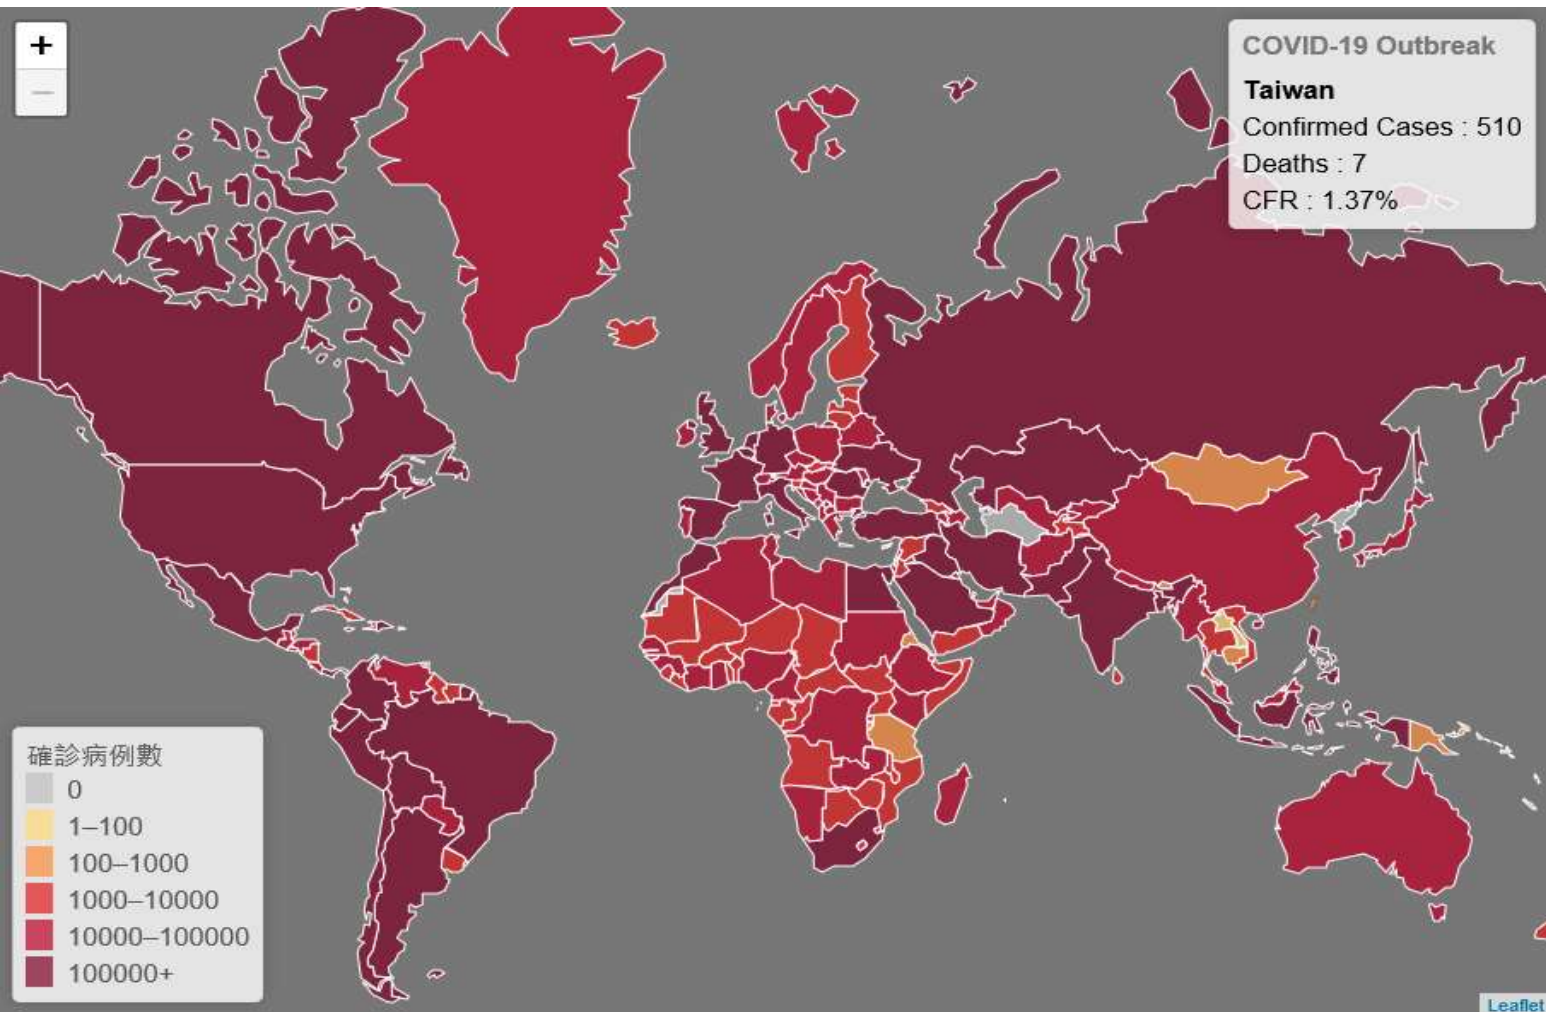 +
−
COVID-19 Outbreak
Taiwan
Confirmed Cases : 510
Deaths : 7
CFR : 1.37%
確診病例數
0
1–100
100–1000
1000–10000
10000–100000
100000+
Leaflet